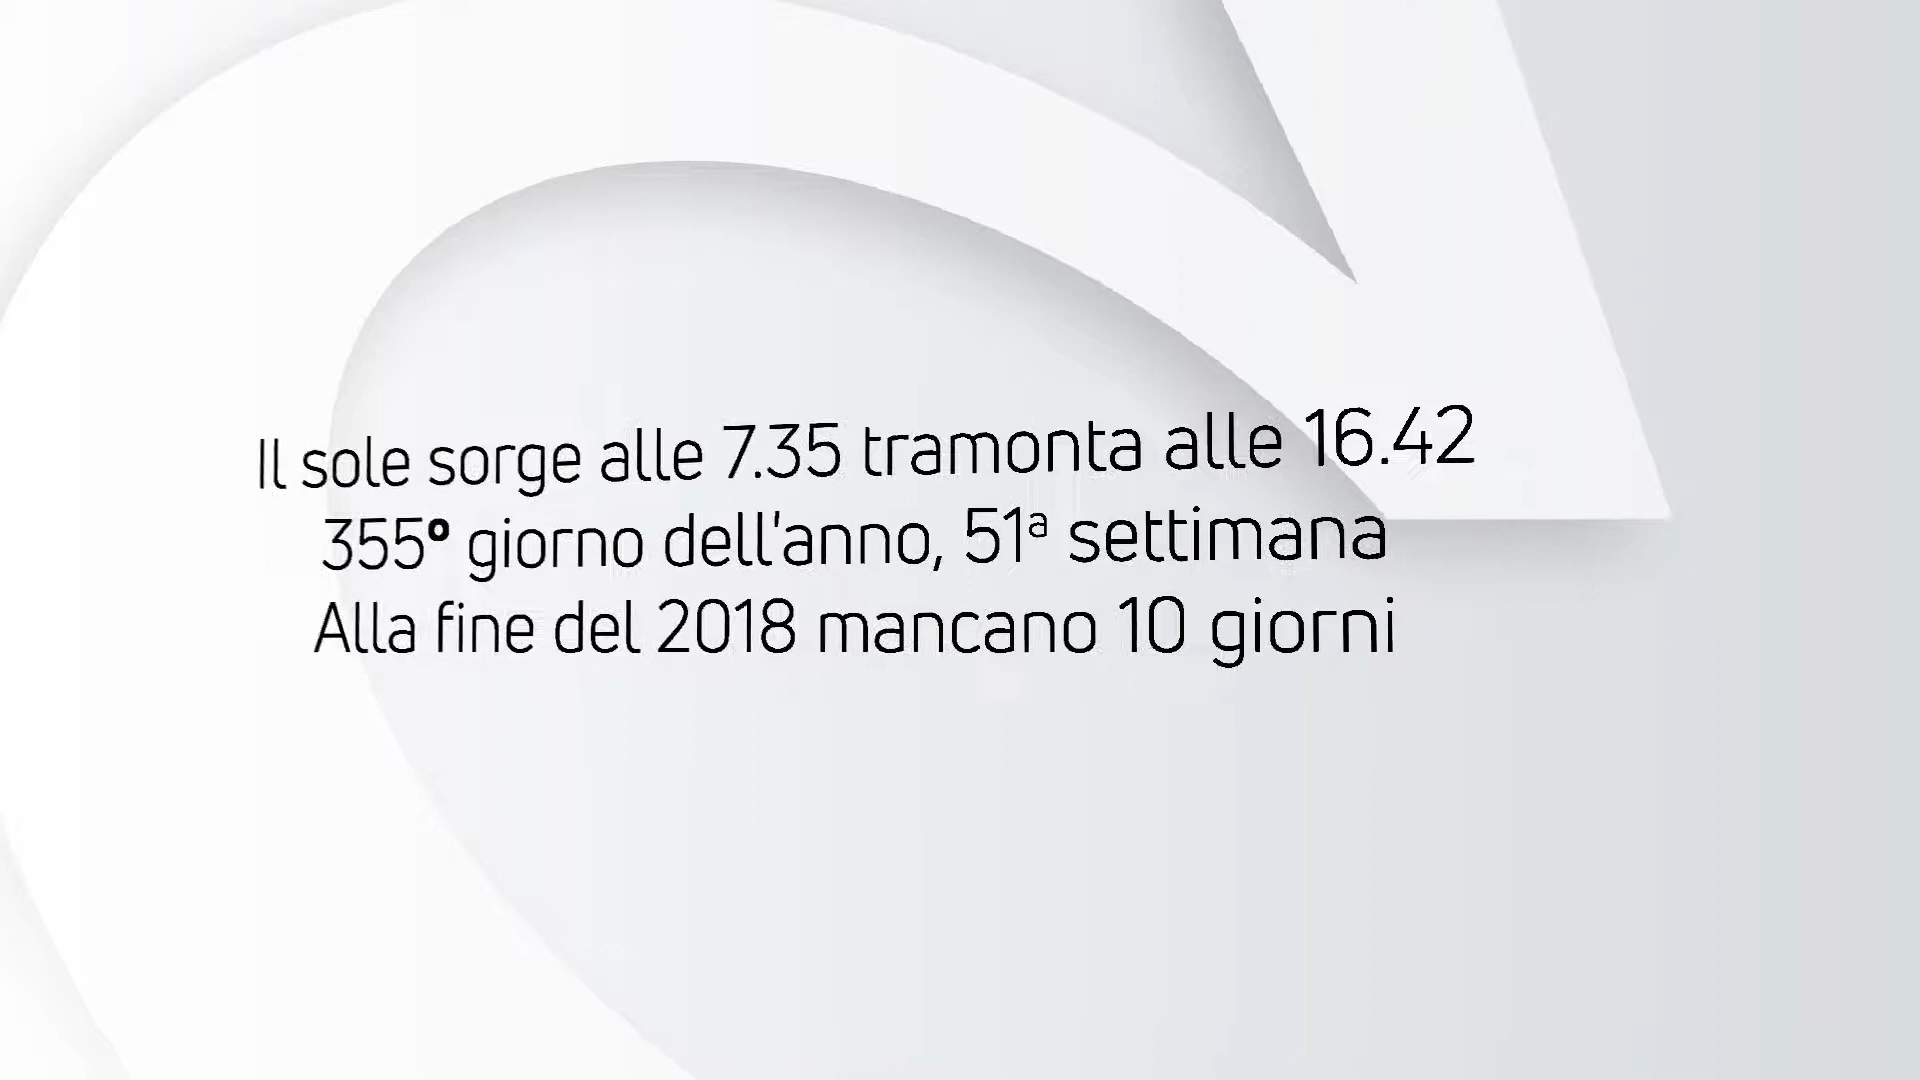 Il sole sorge alle 7.35 tramonta alle 16.42
355° giorno dell'anno, 51ª settimana
Alla fine del 2018 mancano 10 giorni